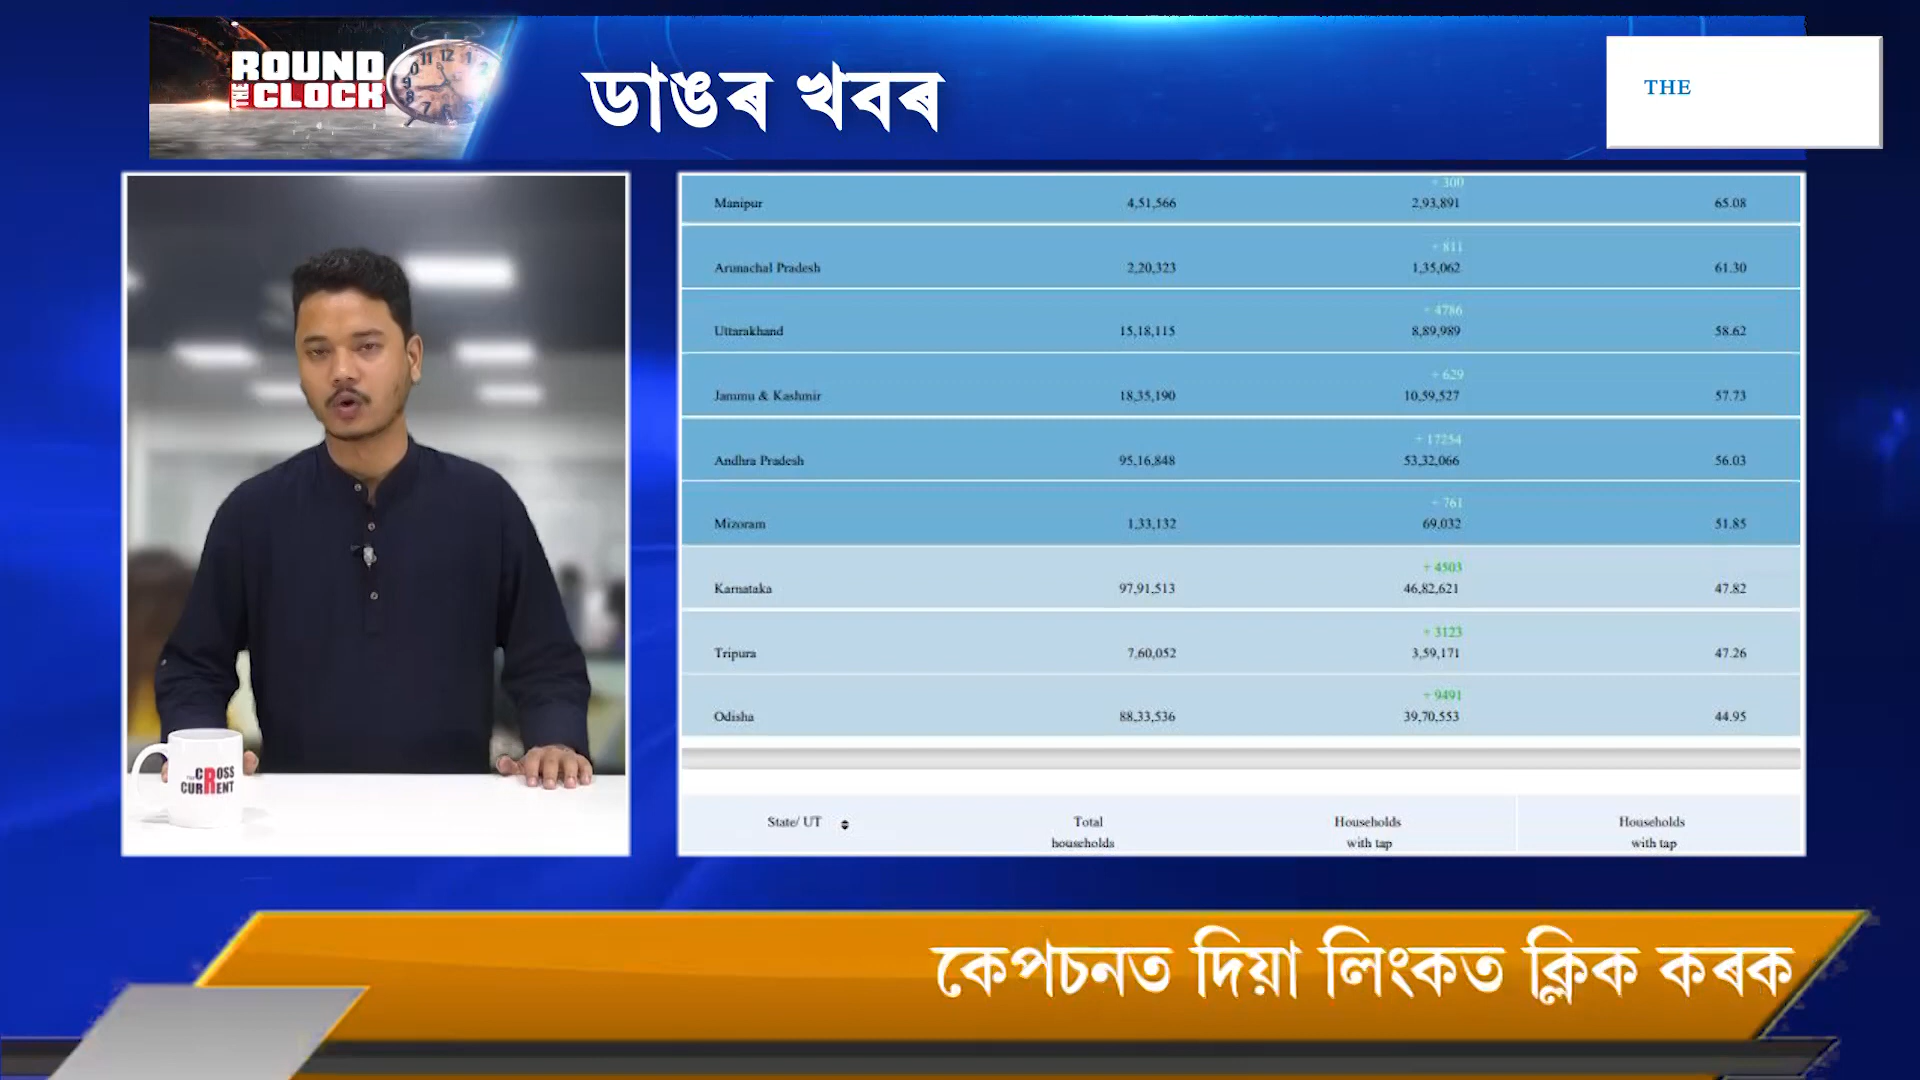 ROUND
THE CLOCK
11 12 1
ডাঙৰ খবৰ
THE
+ 300
Manipur 4,51,566 2,93,891 65.08
+ 811
Arunachal Pradesh 2,20,323 1,35,062 61.30
+ 4786
Uttarakhand 15,18,115 8,89,989 58.62
+ 629
Jammu & Kashmir 18,35,190 10,59,527 57.73
+ 17254
Andhra Pradesh 95,16,848 53,32,066 56.03
+ 761
Mizoram 1,33,132 69,032 51.85
+ 4503
Karnataka 97,91,513 46,82,621 47.82
+ 3123
Tripura 7,60,052 3,59,171 47.26
+ 9491
Odisha 88,33,536 39,70,553 44.95
State/ UT Total Households Households
households with tap with tap
THE CROSS
CURRENT
কেপচনত দিয়া লিংকত ক্লিক কৰক